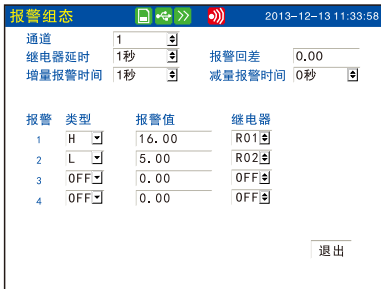 报警组态 2013-12-13 11:33:58
通道 1
继电器延时 1秒 报警回差 0.00
增量报警时间 1秒 减量报警时间 0秒
报警 类型 报警值 继电器
1 H 16.00 R01
2 L 5.00 R02
3 OFF 0.00 OFF
4 OFF 0.00 OFF
退出